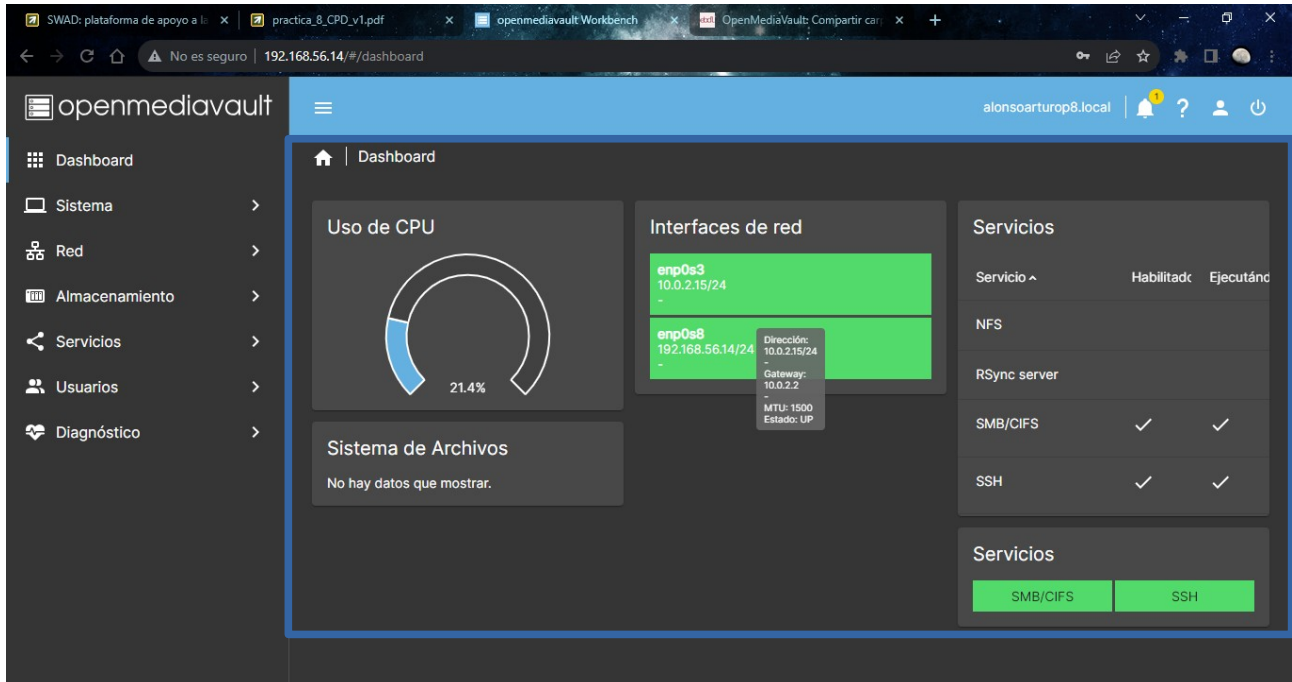 SWAD: plataforma de apoyo a la
practica_8_CPD_v1.pdf
openmediavault Workbench
OpenMediaVault: Compartir car
No es seguro
192.168.56.14/#/dashboard
openmediavault
alonsoarturop8.local
1
?
Dashboard
Sistema
Red
Almacenamiento
Servicios
Usuarios
Diagnóstico
Dashboard
Uso de CPU
21.4%
Sistema de Archivos
No hay datos que mostrar.
Interfaces de red
enp0s3
10.0.2.15/24
-
enp0s8
192.168.56.14/24
-
Dirección:
10.0.2.15/24
-
Gateway:
10.0.2.2
-
MTU: 1500
Estado: UP
Servicios
Servicio Habilitadc Ejecutánd
NFS
RSync server
SMB/CIFS
SSH
Servicios
SMB/CIFS SSH